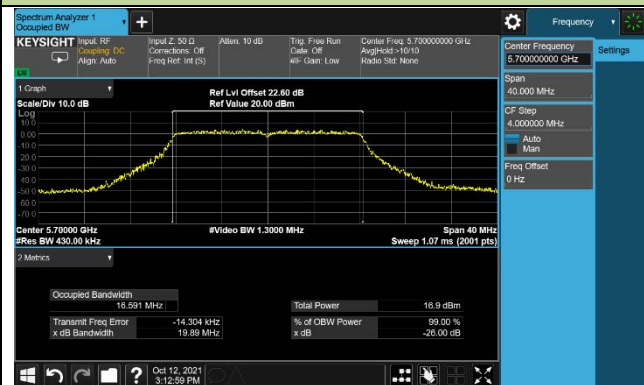 Spectrum Analyzer 1
Occupied BW
+
Frequency
KEYSIGHT
Input: RF
Coupling: DC
Align: Auto
Input Z: 50 Ω
Corrections: Off
Freq Ref: Int (S)
Atten: 10 dB
Trig: Free Run
Gate: Off
#IF Gain: Low
Center Freq: 5.700000000 GHz
Avg|Hold:>10/10
Radio Std: None
Center Frequency
5.700000000 GHz
Settings
Span
40.000 MHz
CF Step
4.000000 MHz
Auto
Man
Freq Offset
0 Hz
1 Graph
Scale/Div 10.0 dB
Ref Lvl Offset 22.60 dB
Ref Value 20.00 dBm
Log
10.0
0.00
-10.0
-20.0
-30.0
-40.0
-50.0
-60.0
-70.0
Center 5.70000 GHz
#Video BW 1.3000 MHz
Span 40 MHz
#Res BW 430.00 kHz
Sweep 1.07 ms (2001 pts)
2 Metrics
Occupied Bandwidth
16.591 MHz
Total Power
16.9 dBm
Transmit Freq Error
-14.304 kHz
% of OBW Power
99.00 %
x dB Bandwidth
19.89 MHz
x dB
-26.00 dB
?
Oct 12, 2021
3:12:59 PM